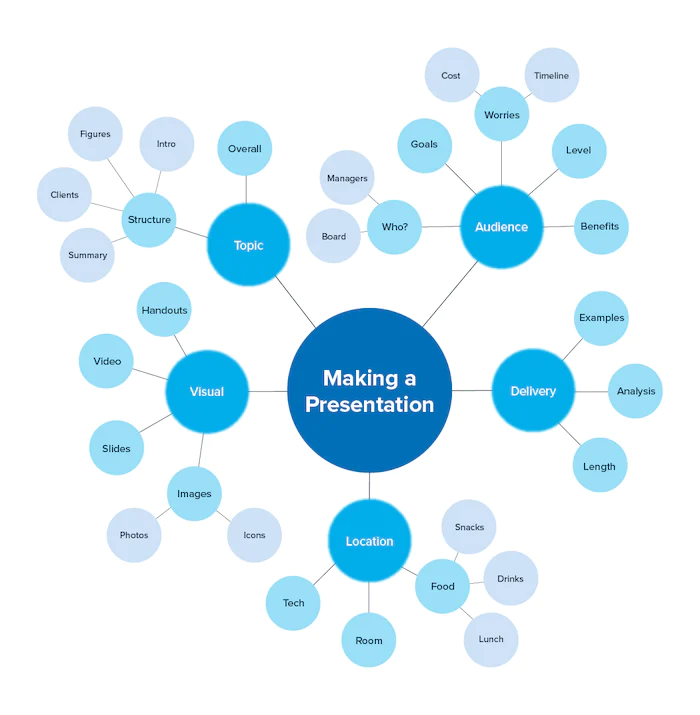 Cost
Timeline
Worries
Goals
Level
Figures
Intro
Overall
Managers
Clients
Structure
Who?
Audience
Benefits
Board
Summary
Topic
Handouts
Examples
Video
Visual
Making a
Presentation
Delivery
Analysis
Slides
Length
Images
Photos
Icons
Location
Snacks
Tech
Food
Drinks
Room
Lunch